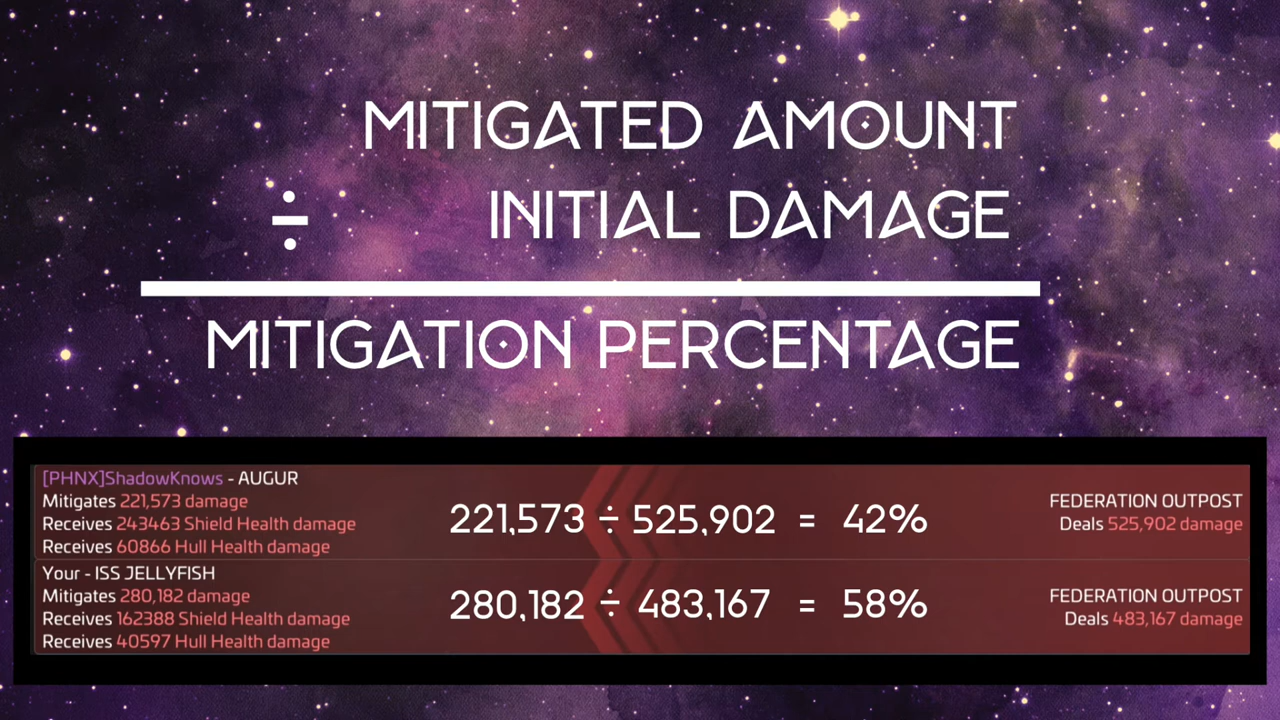 MITIGATED AMOUNT
÷ INITIAL DAMAGE
MITIGATION PERCENTAGE
[PHNX]ShadowKnows - AUGUR
Mitigates 221,573 damage
Receives 243463 Shield Health damage
Receives 60866 Hull Health damage
221,573 ÷ 525,902 = 42%
FEDERATION OUTPOST
Deals 525,902 damage
Your - ISS JELLYFISH
Mitigates 280,182 damage
Receives 162388 Shield Health damage
Receives 40597 Hull Health damage
280,182 ÷ 483,167 = 58%
FEDERATION OUTPOST
Deals 483,167 damage